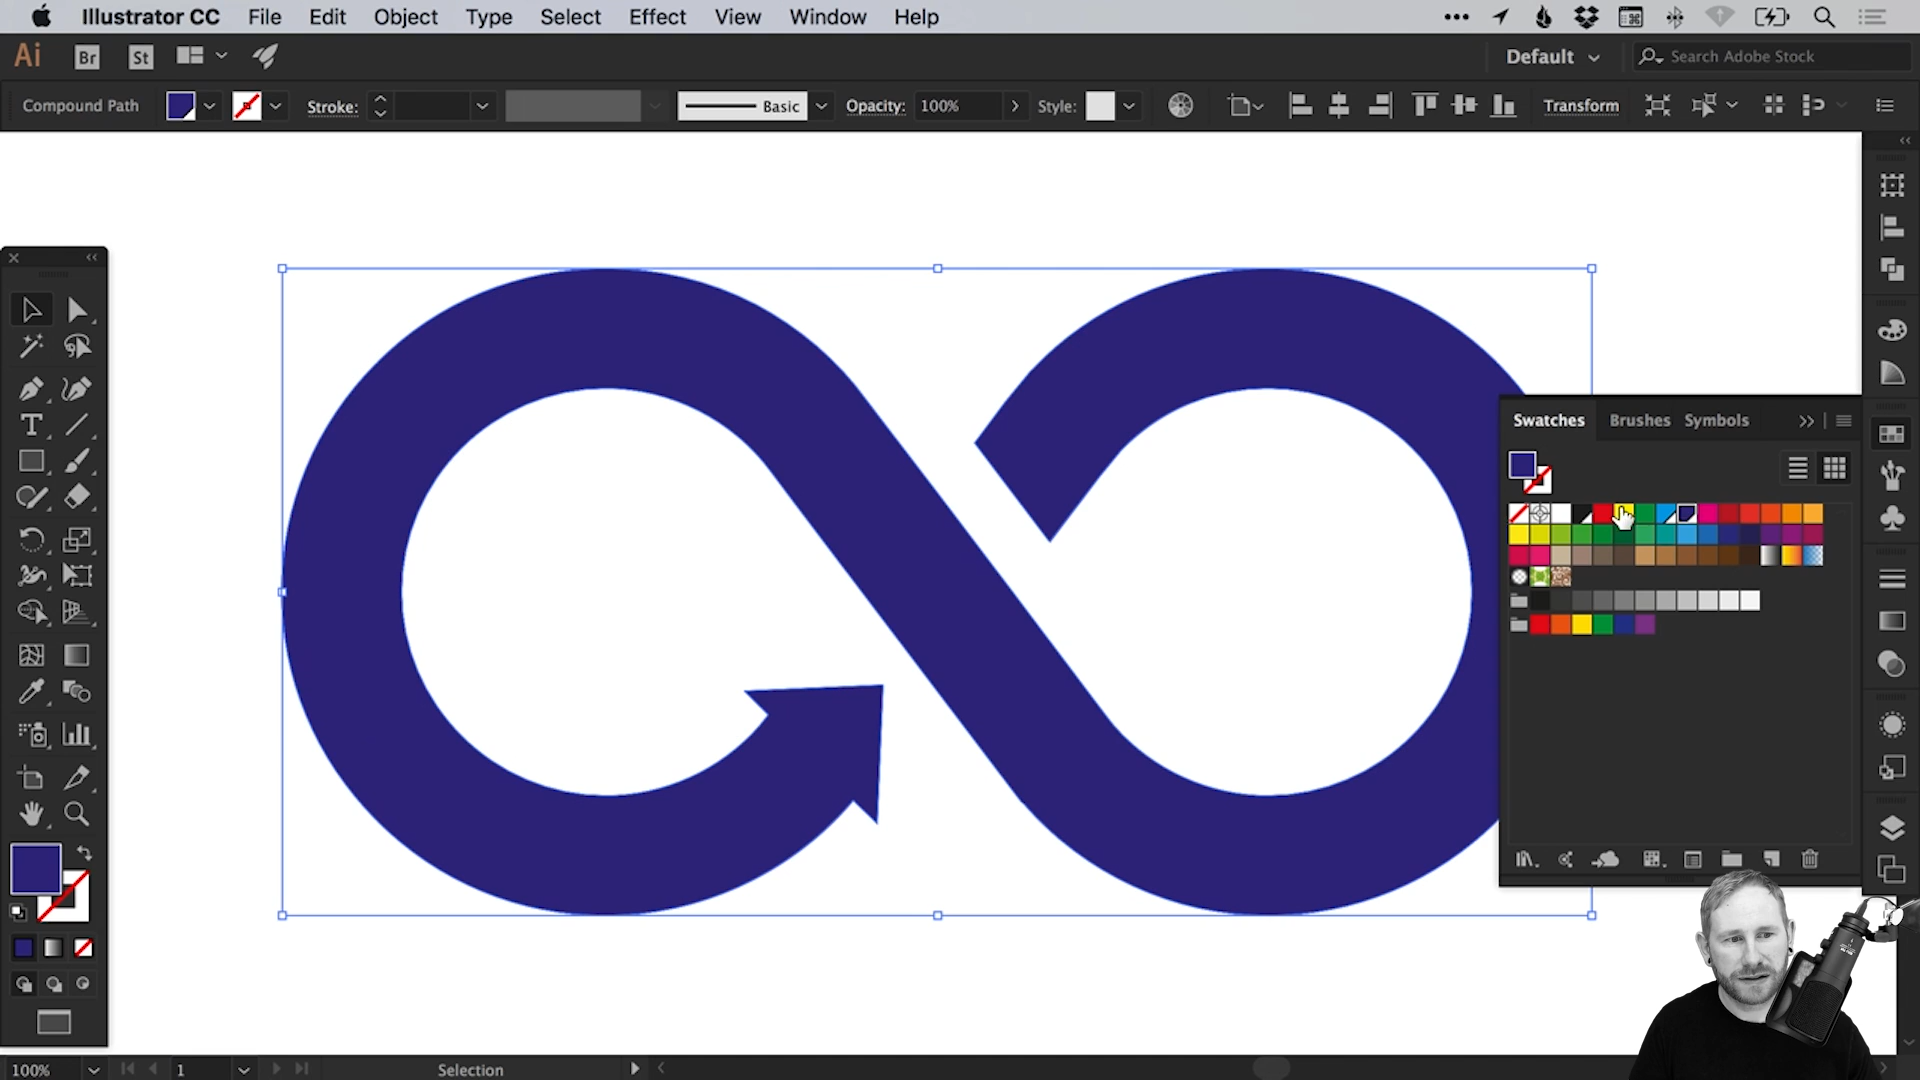 Illustrator CC File Edit Object Type Select Effect View Window Help
Ai Br St Default Search Adobe Stock
Compound Path Stroke: Basic Opacity: 100% Style: Transform
Swatches Brushes Symbols
T
100% 1 Selection